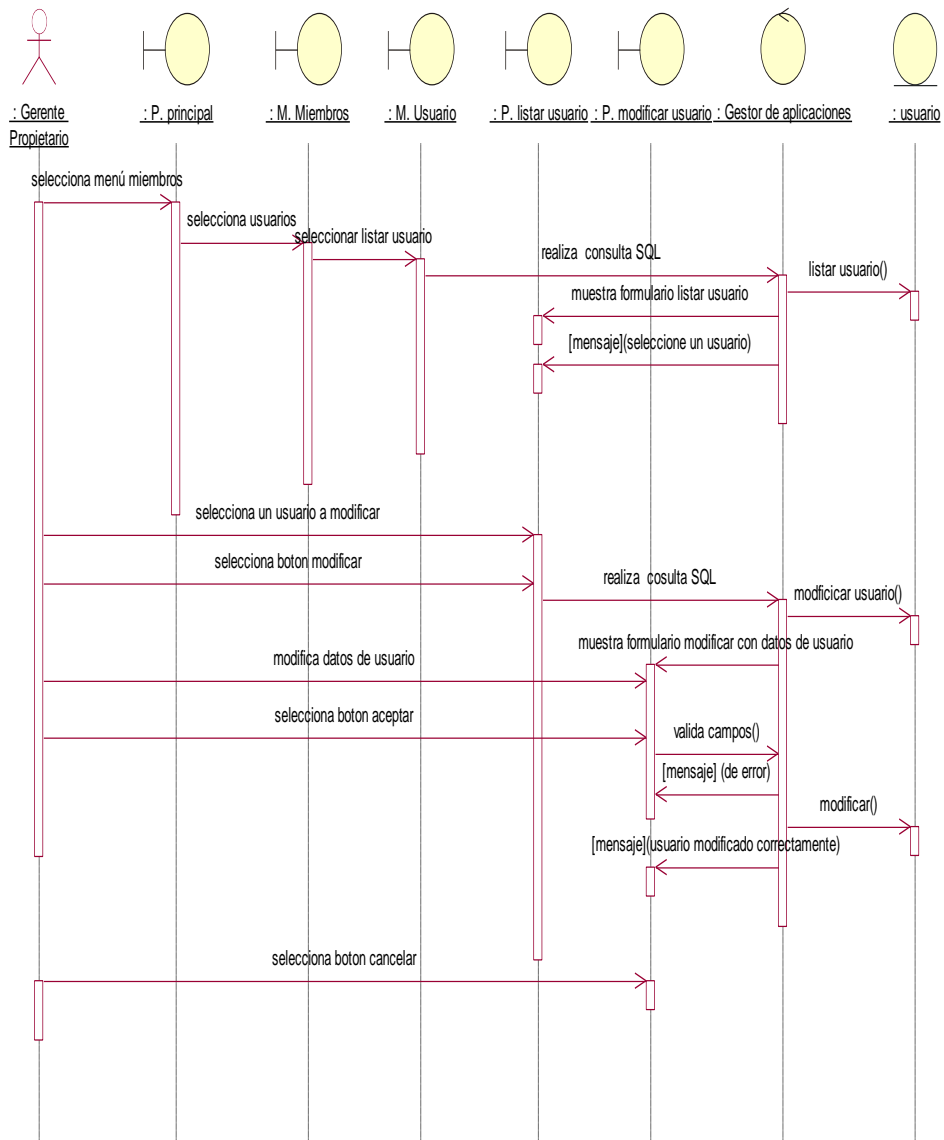 : Gerente
Propietario
: P. principal
: M. Miembros
: M. Usuario
: P. listar usuario
: P. modificar usuario
: Gestor de aplicaciones
: usuario
selecciona menú miembros
selecciona usuarios
seleccionar listar usuario
realiza consulta SQL
listar usuario()
muestra formulario listar usuario
[mensaje](seleccione un usuario)
selecciona un usuario a modificar
selecciona boton modificar
realiza cosulta SQL
modficicar usuario()
muestra formulario modificar con datos de usuario
modifica datos de usuario
selecciona boton aceptar
valida campos()
[mensaje] (de error)
modificar()
[mensaje](usuario modificado correctamente)
selecciona boton cancelar